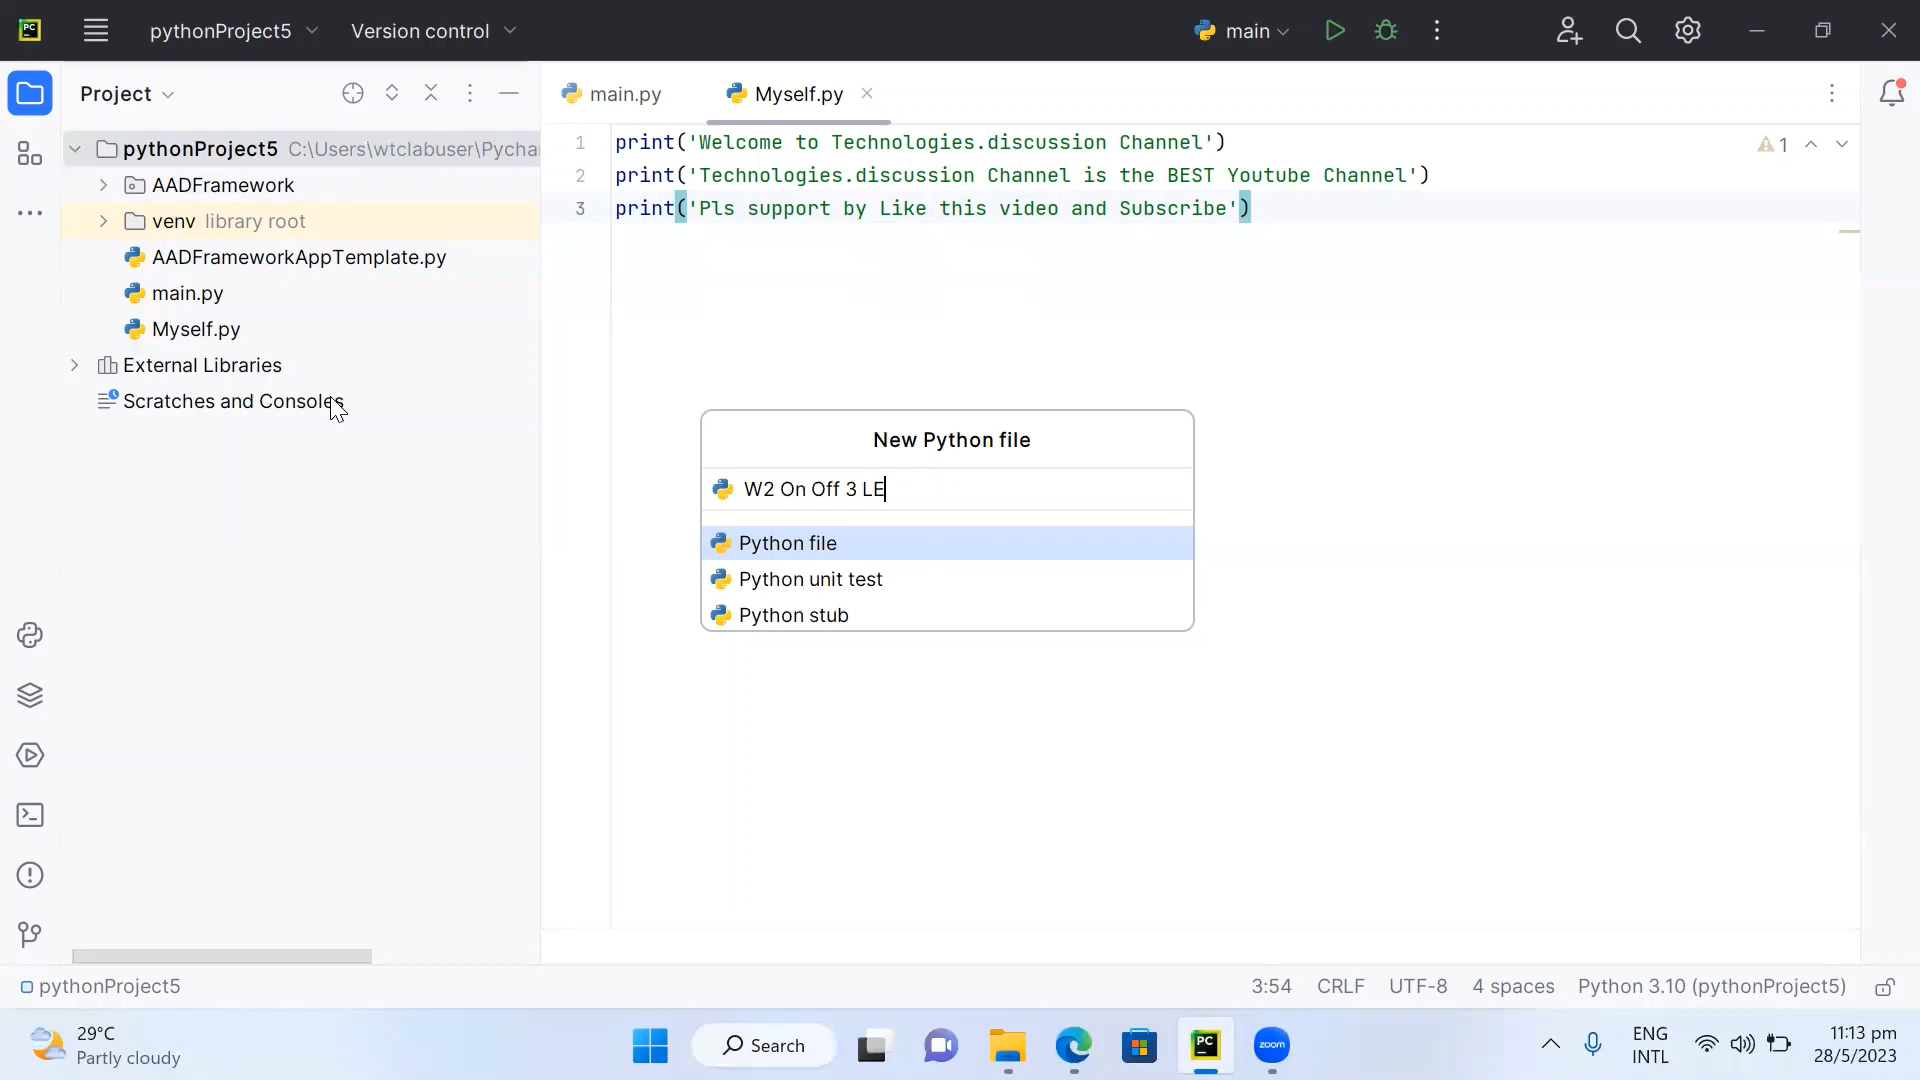 PC pythonProject5 Version control main
Project main.py Myself.py
pythonProject5 C:\Users\wtclabuser\Pychar
AADFramework
venv library root
AADFrameworkAppTemplate.py
main.py
Myself.py
External Libraries
Scratches and Consoles
1 print('Welcome to Technologies.discussion Channel')
2 print('Technologies.discussion Channel is the BEST Youtube Channel')
3 print('Pls support by Like this video and Subscribe')
1
New Python file
W2 On Off 3 LE
Python file
Python unit test
Python stub
pythonProject5 3:54 CRLF UTF-8 4 spaces Python 3.10 (pythonProject5)
29°C
Partly cloudy
Search
PC
zoom
ENG
INTL
11:13 pm
28/5/2023